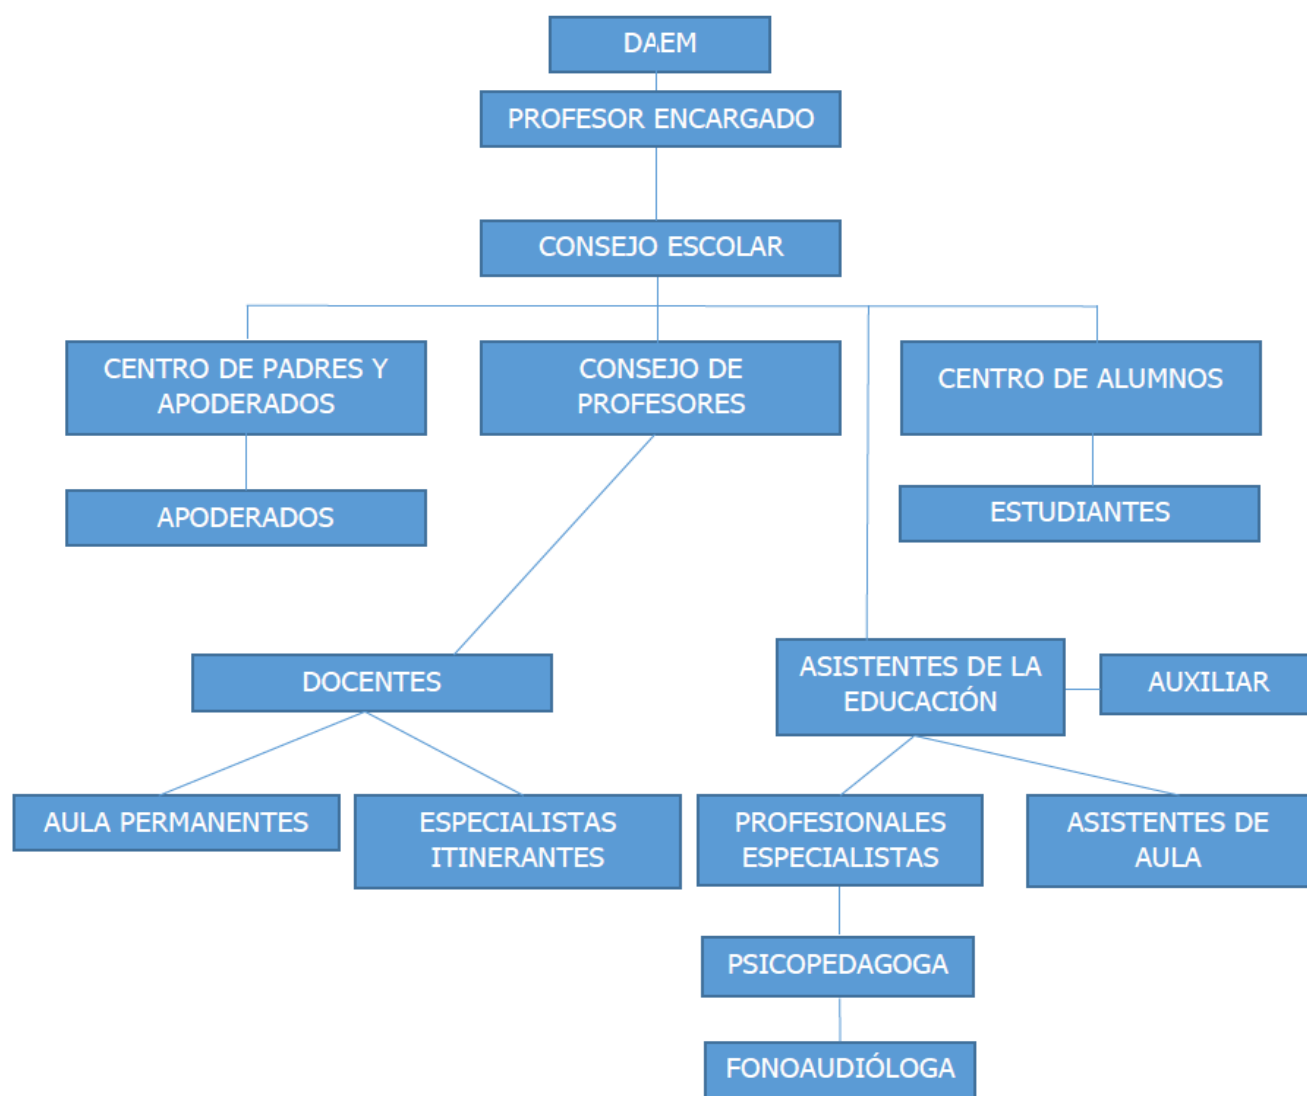 DAEM
PROFESOR ENCARGADO
CONSEJO ESCOLAR
CENTRO DE PADRES Y
APODERADOS
CONSEJO DE
PROFESORES
CENTRO DE ALUMNOS
APODERADOS
ESTUDIANTES
DOCENTES
ASISTENTES DE LA
EDUCACIÓN
AUXILIAR
AULA PERMANENTES
ESPECIALISTAS
ITINERANTES
PROFESIONALES
ESPECIALISTAS
ASISTENTES DE
AULA
PSICOPEDAGOGA
FONOAUDIÓLOGA